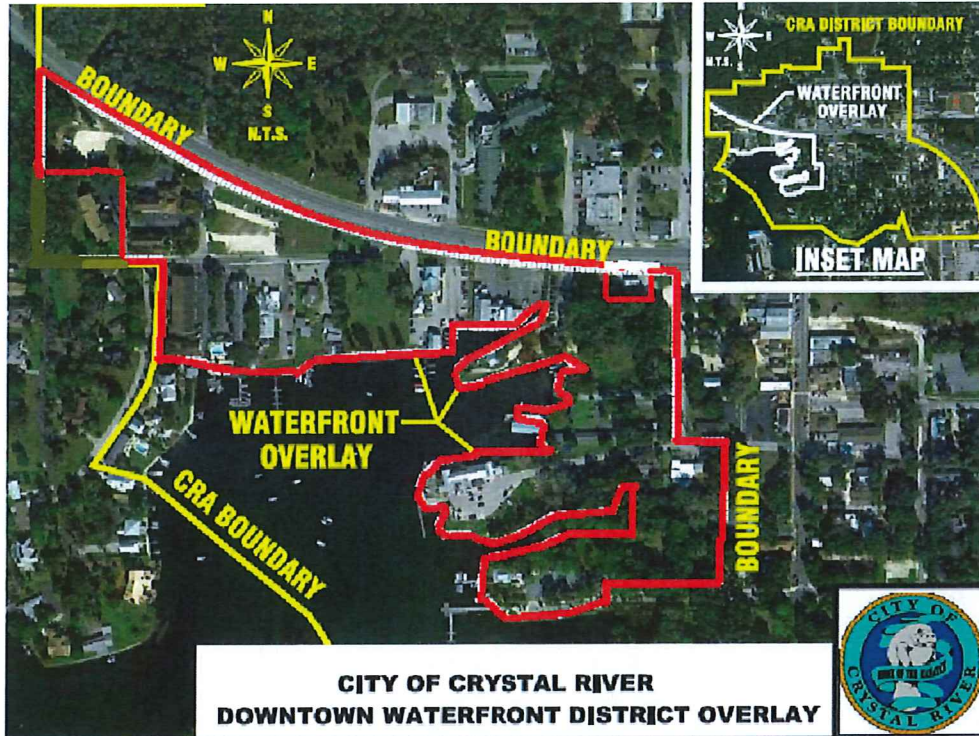 N
W E
S
N.T.S.
BOUNDARY
BOUNDARY
WATERFRONT
OVERLAY
CRA BOUNDARY
BOUNDARY
CRA DISTRICT BOUNDARY
N
W E
S
N.T.S.
WATERFRONT
OVERLAY
INSET MAP
CITY OF CRYSTAL RIVER
DOWNTOWN WATERFRONT DISTRICT OVERLAY
CITY OF
CRYSTAL RIVER